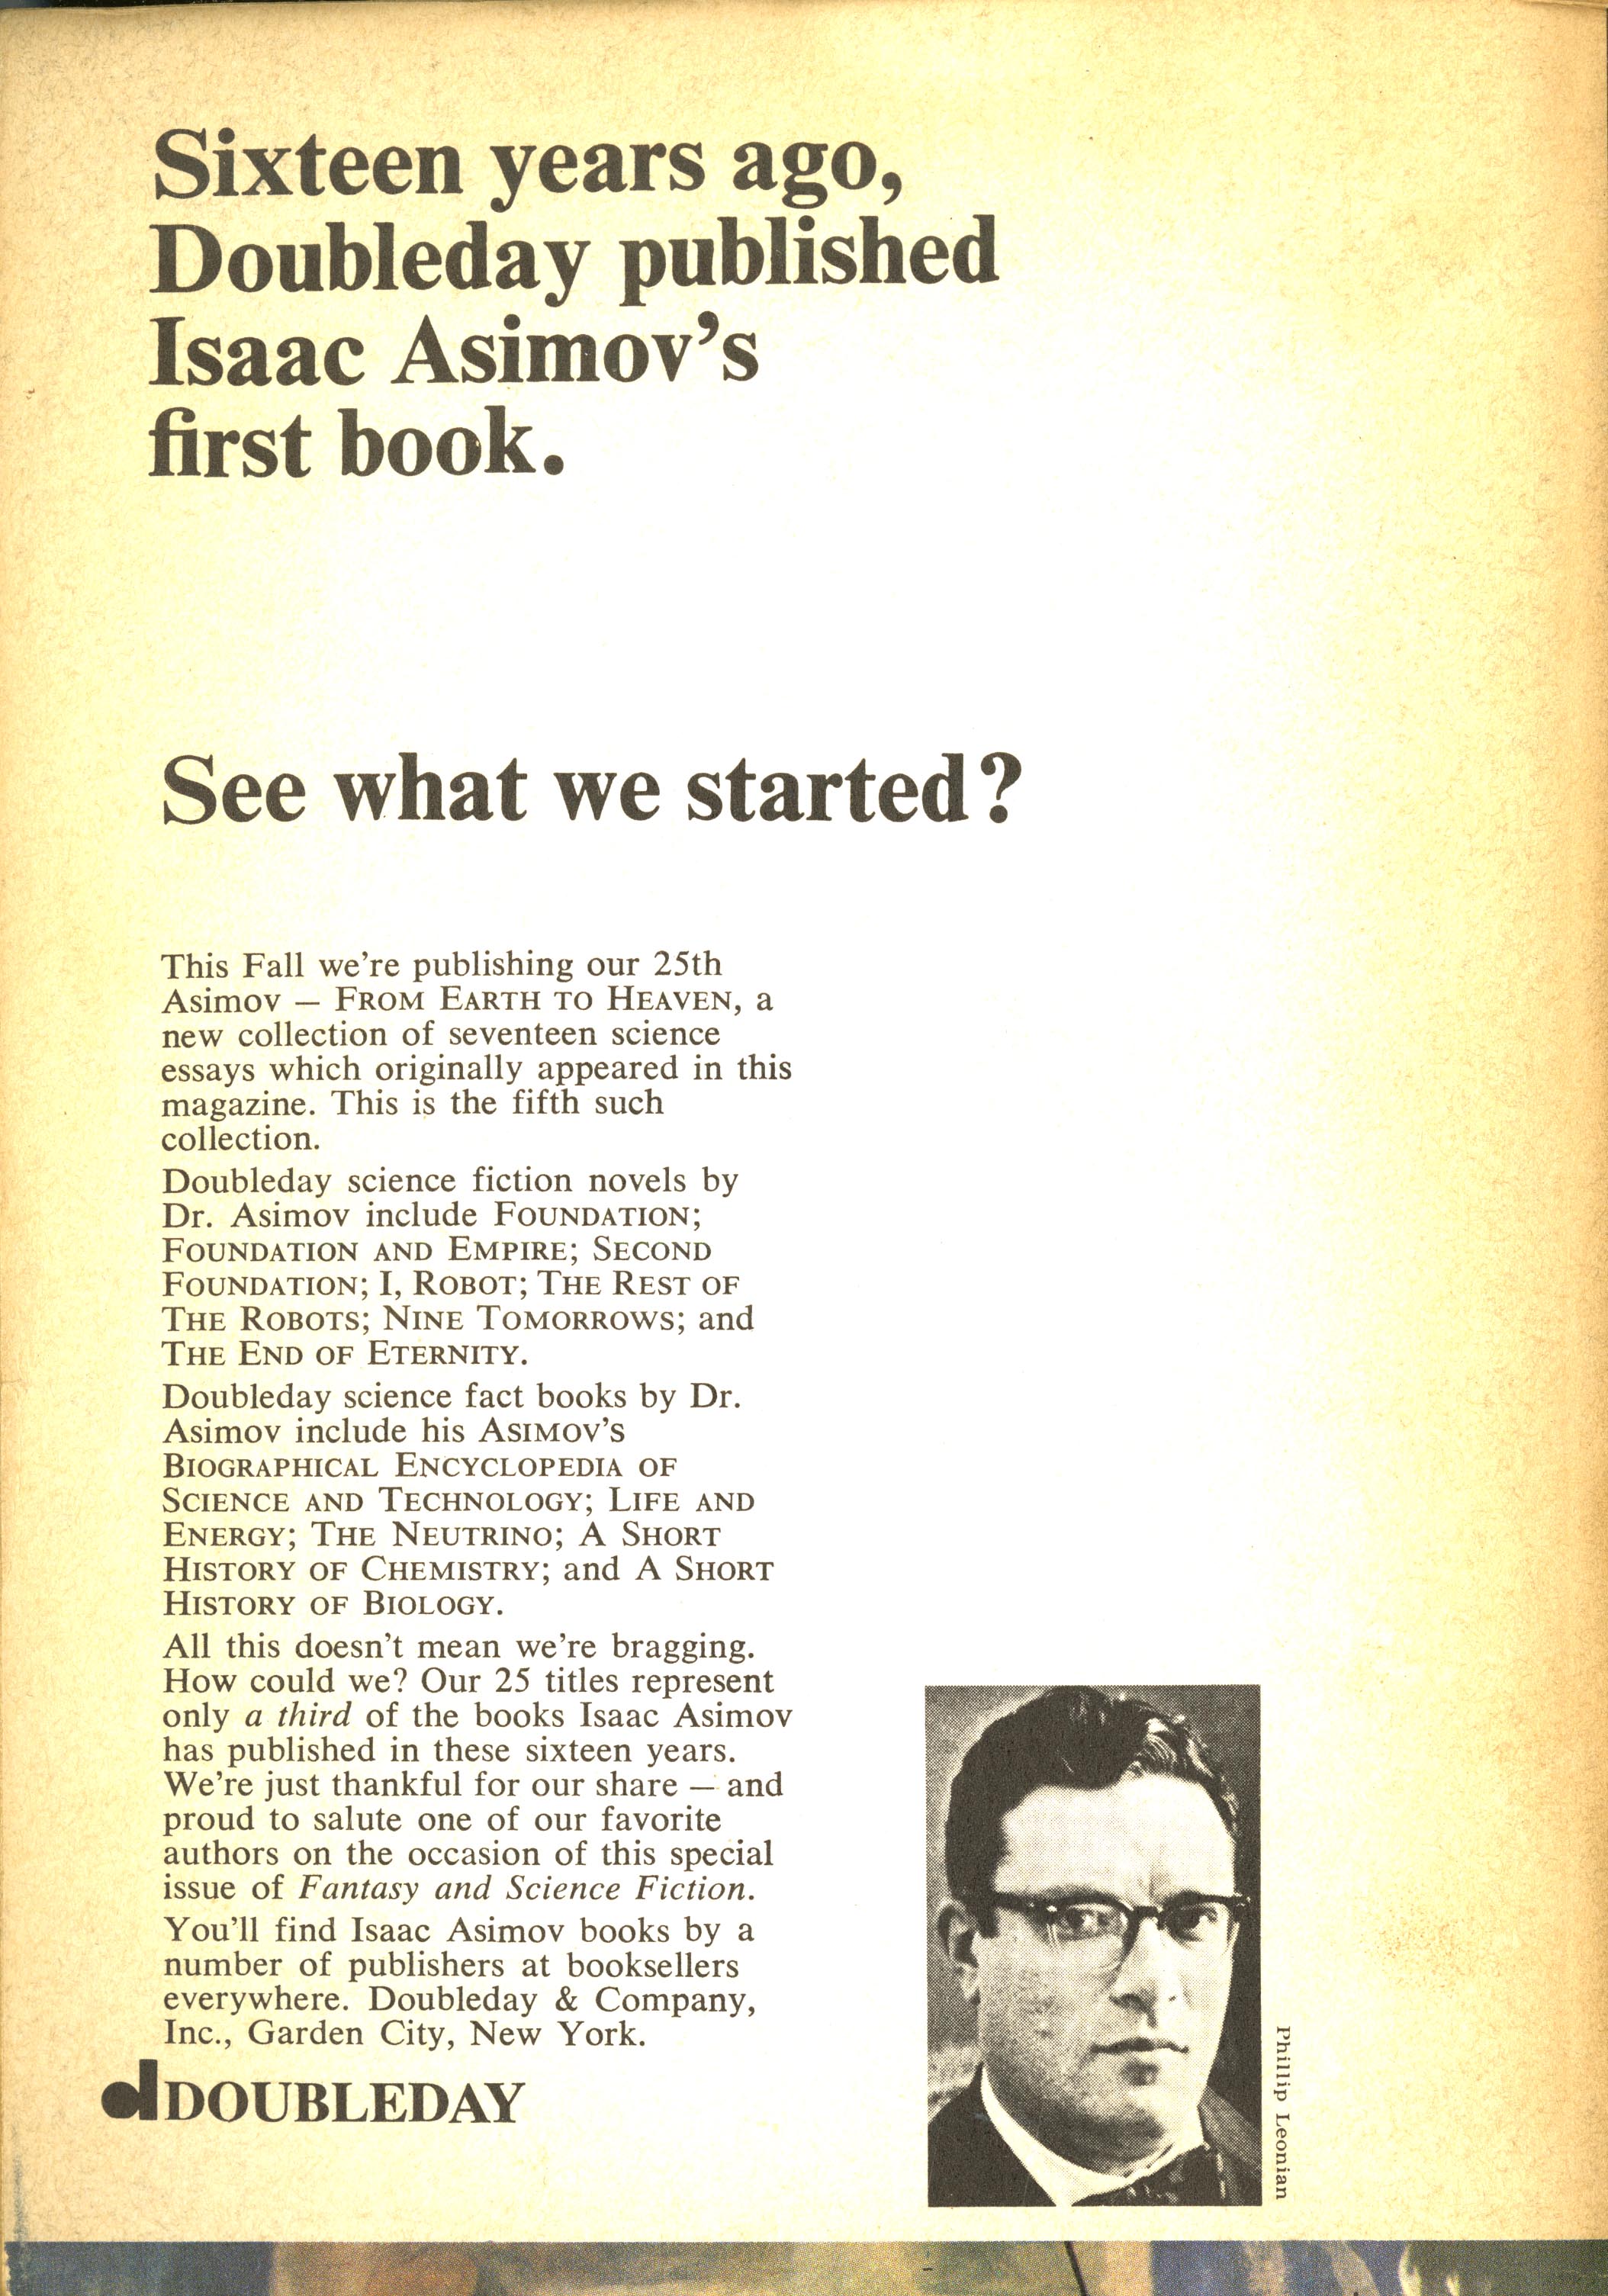 Sixteen years ago,
Doubleday published
Isaac Asimov’s
first book.
See what we started?
This Fall we’re publishing our 25th
Asimov — FROM EARTH TO HEAVEN, a
new collection of seventeen science
essays which originally appeared in this
magazine. This is the fifth such
collection.
Doubleday science fiction novels by
Dr. Asimov include FOUNDATION;
FOUNDATION AND EMPIRE; SECOND
FOUNDATION; I, ROBOT; THE REST OF
THE ROBOTS; NINE TOMORROWS; and
THE END OF ETERNITY.
Doubleday science fact books by Dr.
Asimov include his ASIMOV’S
BIOGRAPHICAL ENCYCLOPEDIA OF
SCIENCE AND TECHNOLOGY; LIFE AND
ENERGY; THE NEUTRINO; A SHORT
HISTORY OF CHEMISTRY; and A SHORT
HISTORY OF BIOLOGY.
All this doesn’t mean we’re bragging.
How could we? Our 25 titles represent
only a third of the books Isaac Asimov
has published in these sixteen years.
We’re just thankful for our share — and
proud to salute one of our favorite
authors on the occasion of this special
issue of Fantasy and Science Fiction.
You’ll find Isaac Asimov books by a
number of publishers at booksellers
everywhere. Doubleday & Company,
Inc., Garden City, New York.
d DOUBLEDAY
Phillip Leonian